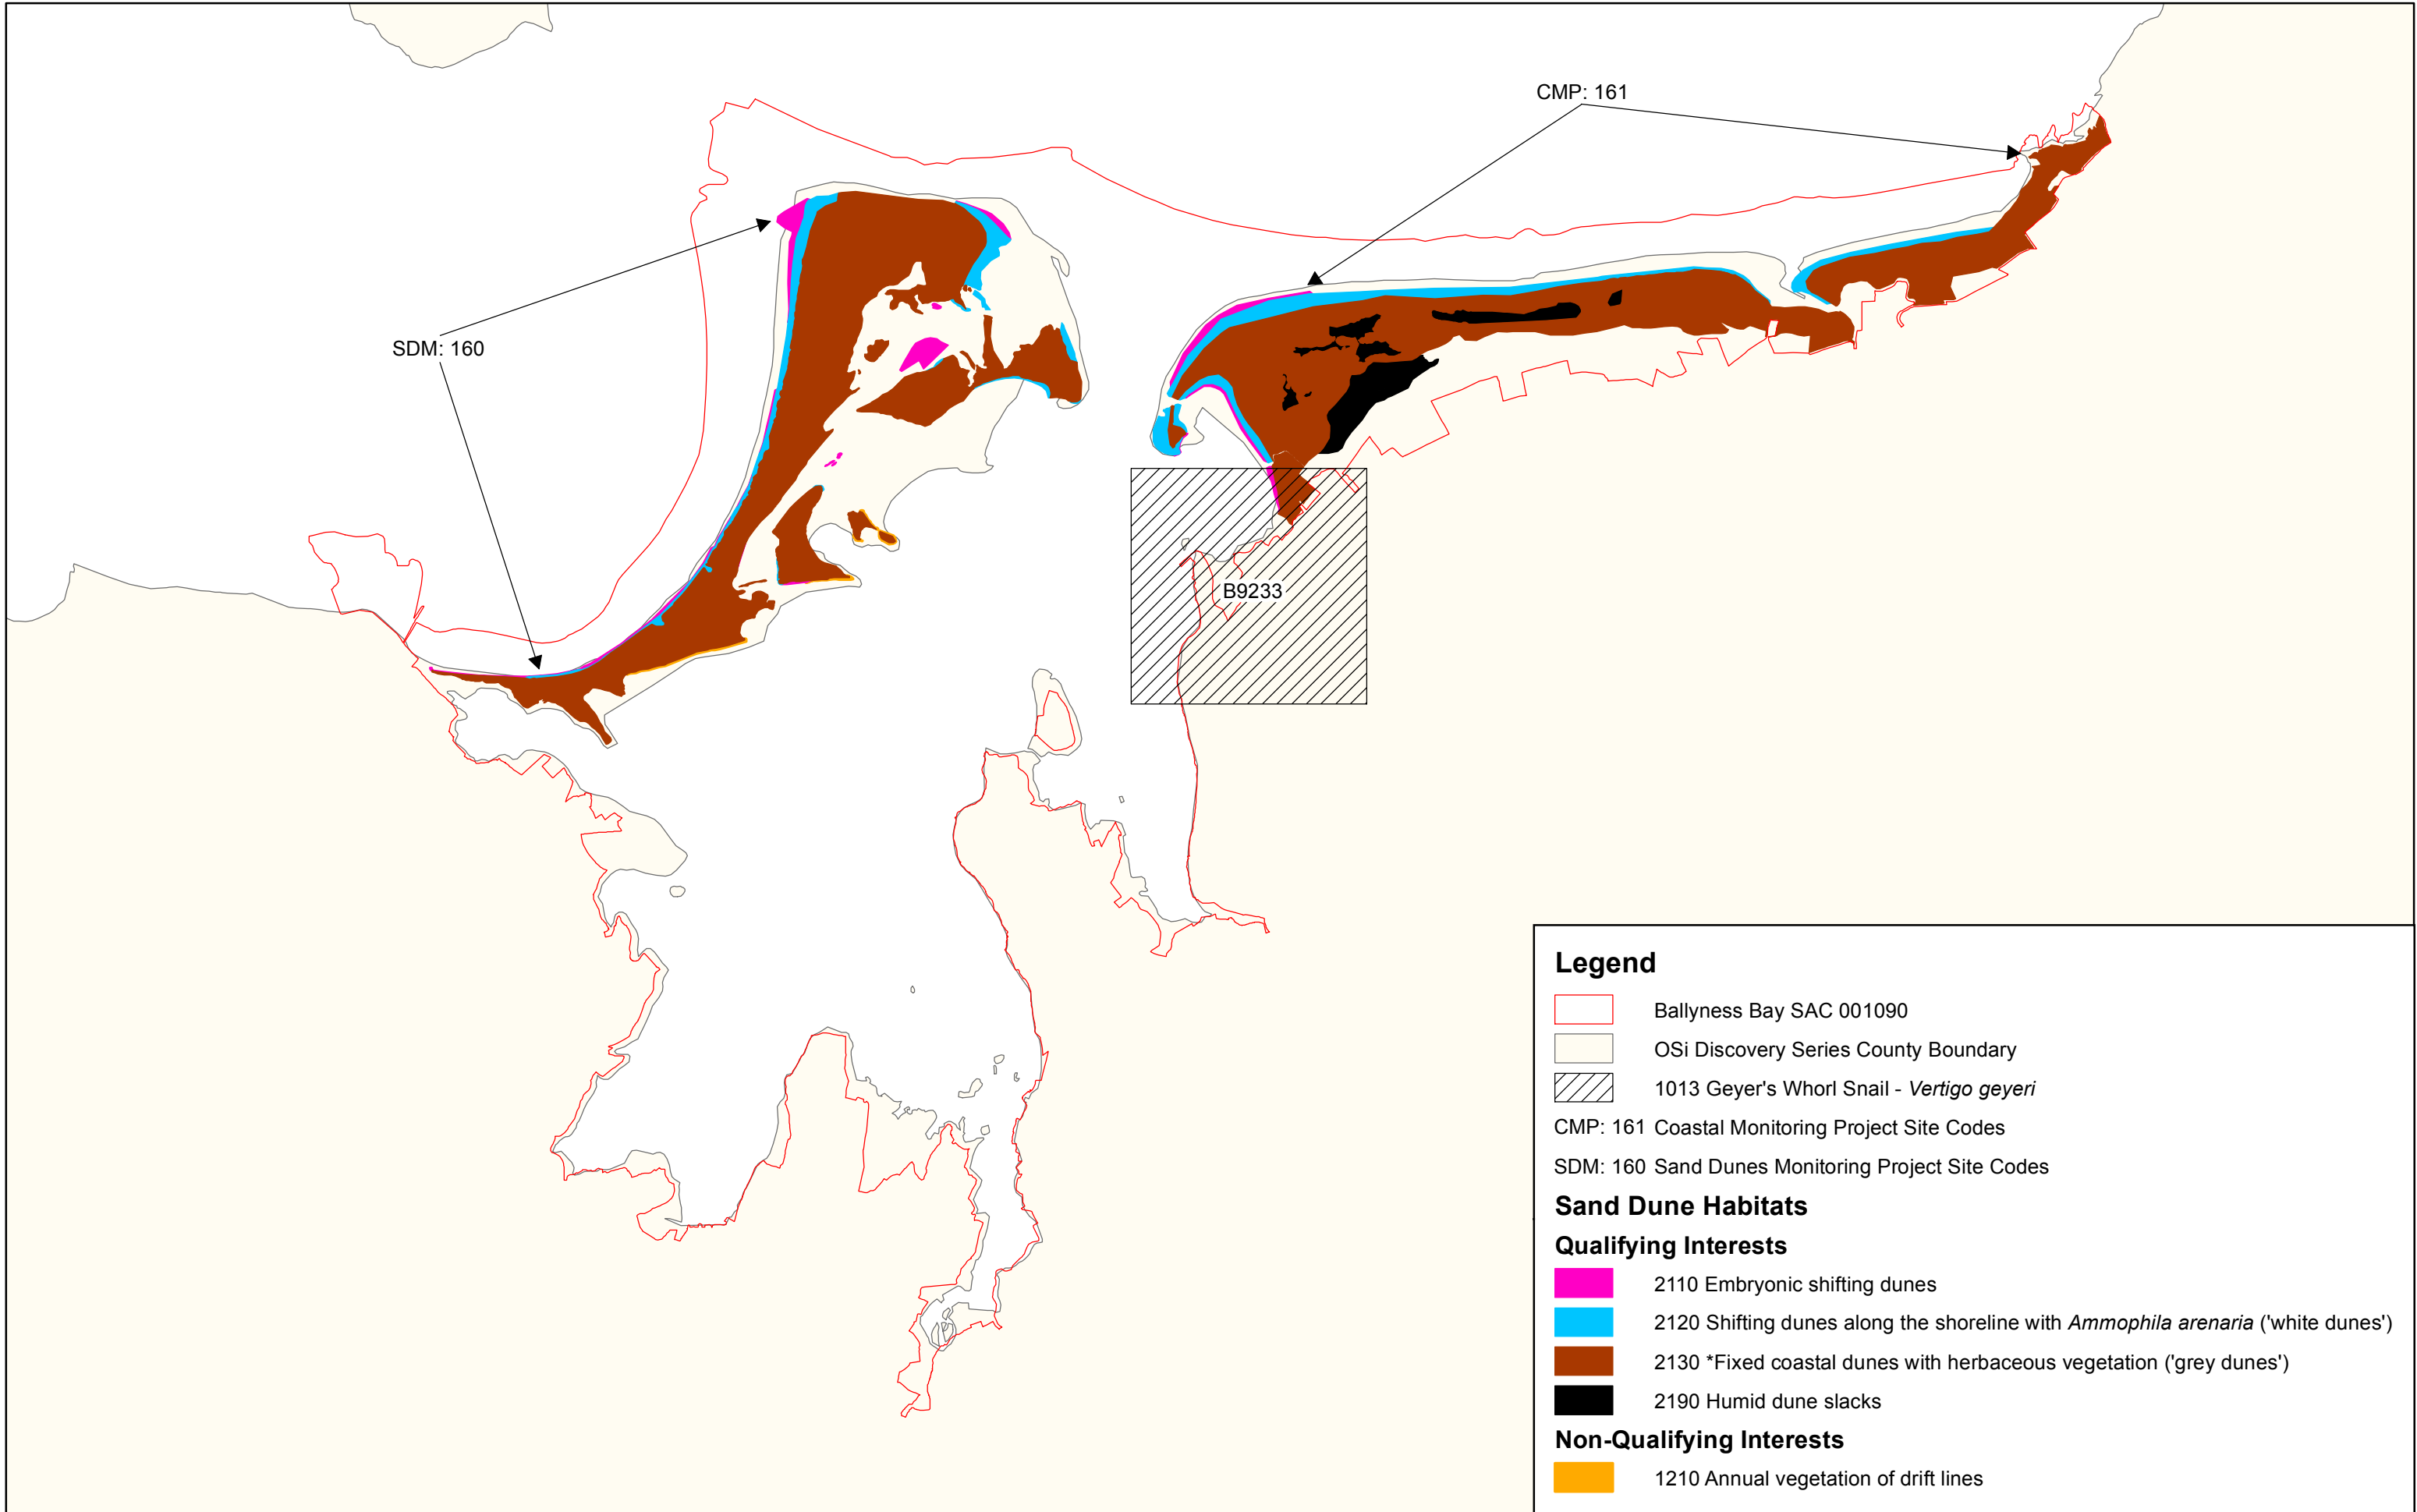 CMP: 161
SDM: 160
B9233
Legend
Ballyness Bay SAC 001090
OSi Discovery Series County Boundary
1013 Geyer's Whorl Snail - Vertigo geyeri
CMP: 161 Coastal Monitoring Project Site Codes
SDM: 160 Sand Dunes Monitoring Project Site Codes
Sand Dune Habitats
Qualifying Interests
2110 Embryonic shifting dunes
2120 Shifting dunes along the shoreline with Ammophila arenaria ('white dunes')
2130 *Fixed coastal dunes with herbaceous vegetation ('grey dunes')
2190 Humid dune slacks
Non-Qualifying Interests
1210 Annual vegetation of drift lines